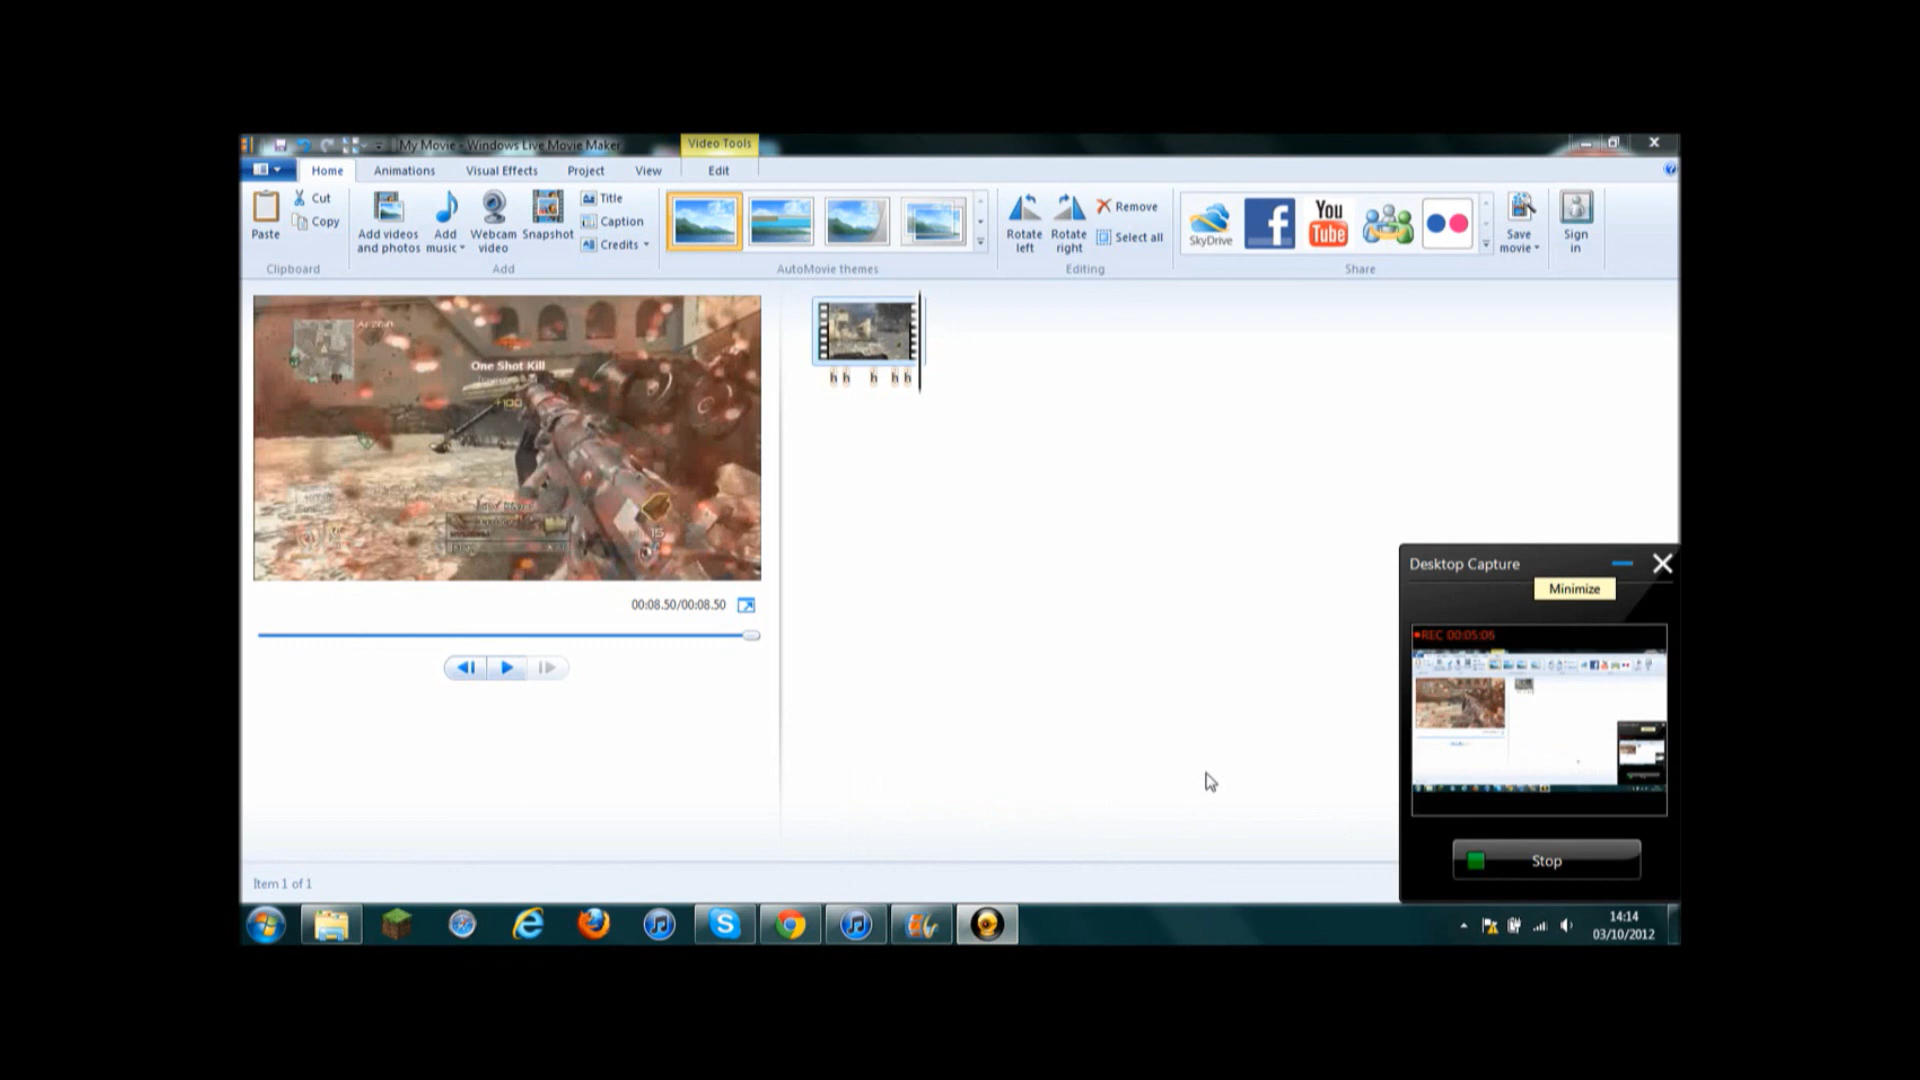 My Movie - Windows Live Movie Maker
Video Tools
Home
Animations
Visual Effects
Project
View
Edit
Paste
Cut
Copy
Clipboard
Add videos
and photos
Add
music
Webcam
video
Snapshot
Title
Caption
Credits
Add
AutoMovie themes
Rotate
left
Rotate
right
Remove
Select all
Editing
SkyDrive
f
You
Tube
Share
Save
movie
Sign
in
One Shot Kill
+100
15
h h h h h
00:08.50/00:08.50
Desktop Capture
Minimize
REC 00:05:06
Stop
Item 1 of 1
14:14
03/10/2012